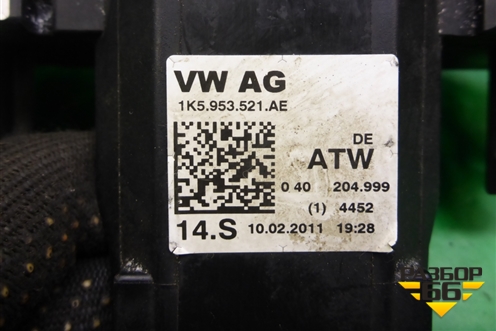 VW AG
1K5.953.521.AE
DE
ATW
0 40 204.999
(1) 4452
14.S 10.02.2011 19:28
РАЗБОР
66